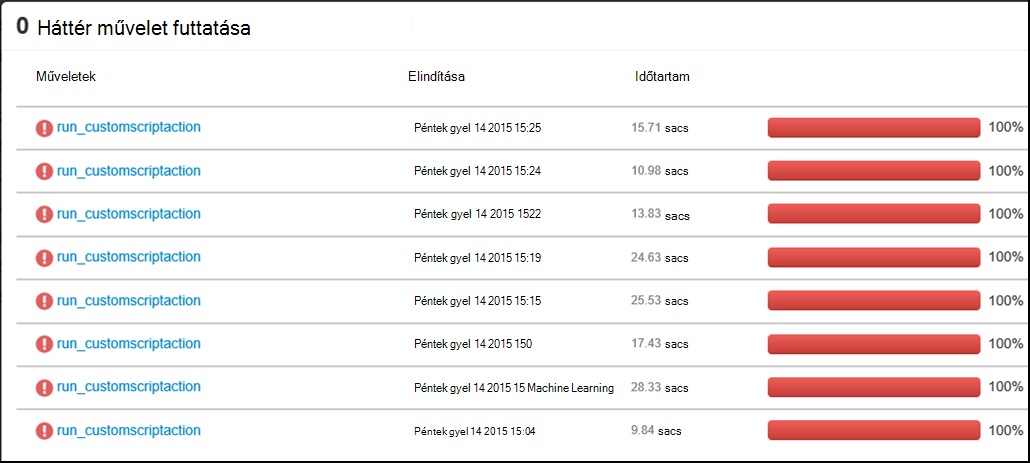 0 Háttér művelet futtatása
Műveletek Elindítása Időtartam
run_customscriptaction Péntek gyel 14 2015 15:25 15.71 sacs 100%
run_customscriptaction Péntek gyel 14 2015 15:24 10.98 sacs 100%
run_customscriptaction Péntek gyel 14 2015 1522 13.83 sacs 100%
run_customscriptaction Péntek gyel 14 2015 15:19 24.63 sacs 100%
run_customscriptaction Péntek gyel 14 2015 15:15 25.53 sacs 100%
run_customscriptaction Péntek gyel 14 2015 150 17.43 sacs 100%
run_customscriptaction Péntek gyel 14 2015 15 Machine Learning 28.33 sacs 100%
run_customscriptaction Péntek gyel 14 2015 15:04 9.84 sacs 100%